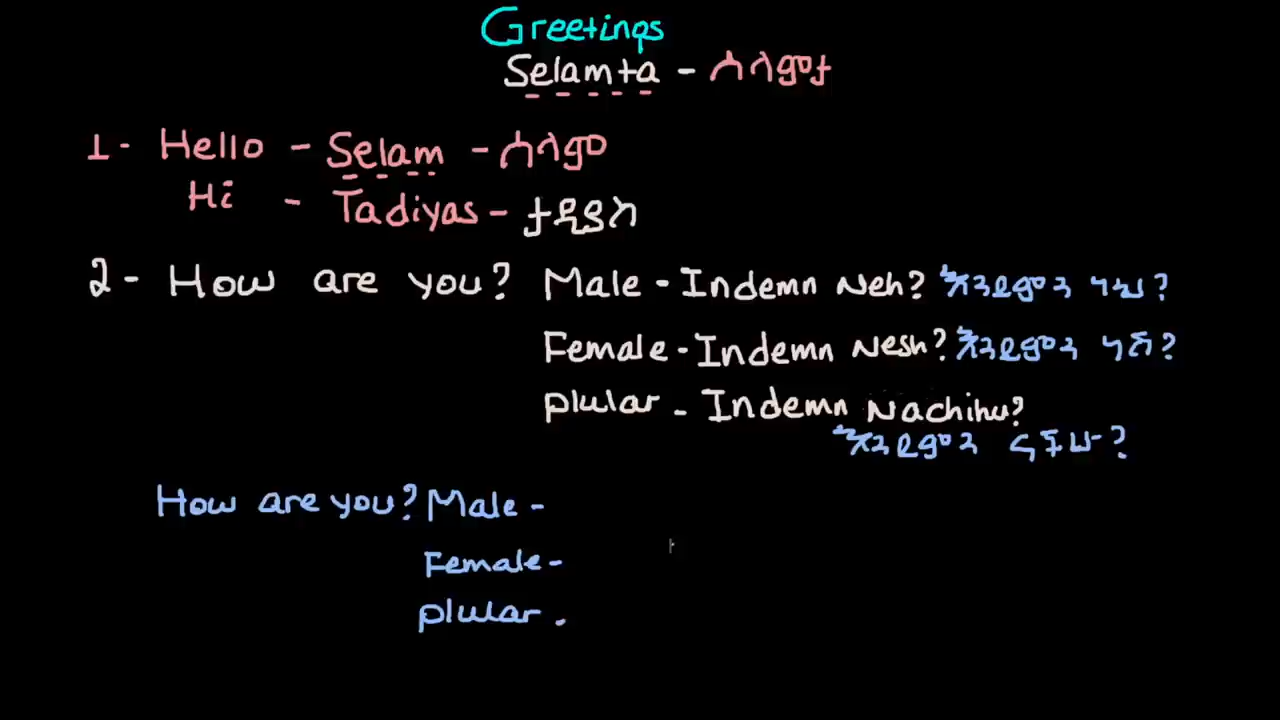 Greetings
Selamta - ሰላምታ
1- Hello - Selam - ሰላም
Hi - Tadiyas - ታዲያስ
2- How are you? Male - Indemn Neh? እንደምን ነህ?
Female - Indemn Nesh? እንደምን ነሽ?
plular - Indemn Nachihu?
እንደምን ናችሁ?
How are you? Male -
Female -
plular -